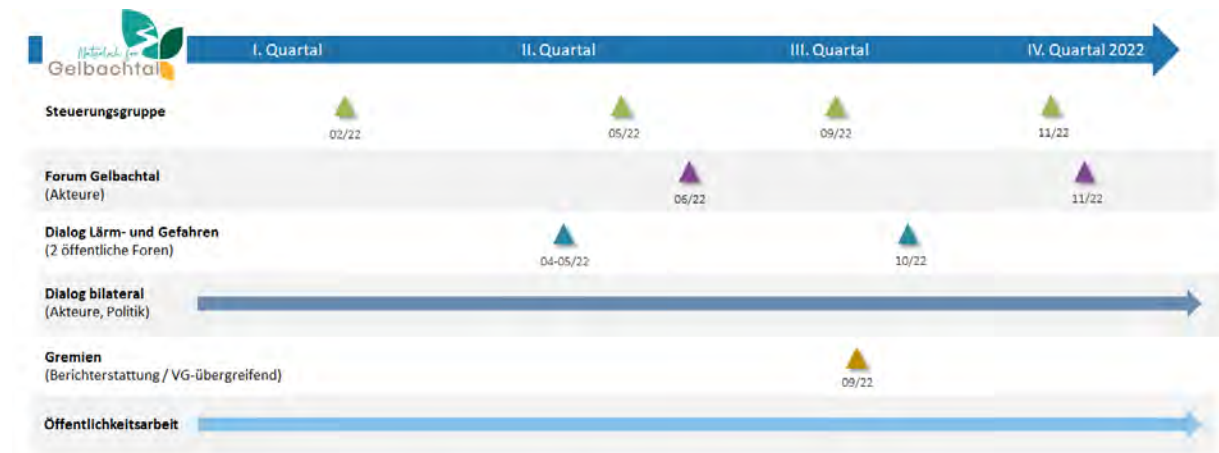 Natürlich for
Gelbachtal
I. Quartal
II. Quartal
III. Quartal
IV. Quartal 2022
Steuerungsgruppe
02/22
05/22
09/22
11/22
Forum Gelbachtal
(Akteure)
06/22
11/22
Dialog Lärm- und Gefahren
(2 öffentliche Foren)
04-05/22
10/22
Dialog bilateral
(Akteure, Politik)
Gremien
(Berichterstattung / VG-übergreifend)
09/22
Öffentlichkeitsarbeit